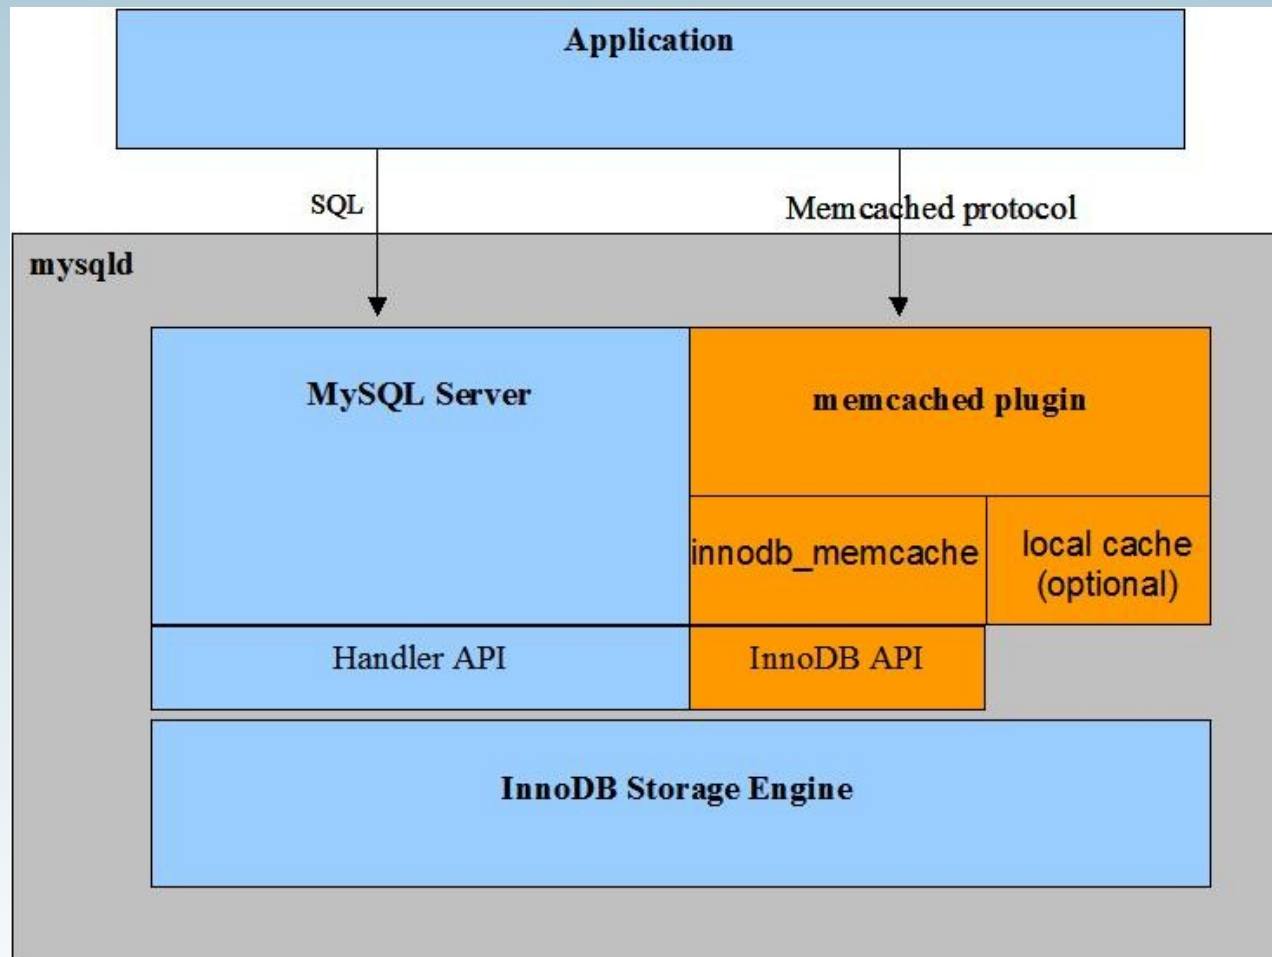 Application
SQL
Memcached protocol
mysqld
MySQL Server
memcached plugin
innodb_memcache
local cache
(optional)
Handler API
InnoDB API
InnoDB Storage Engine